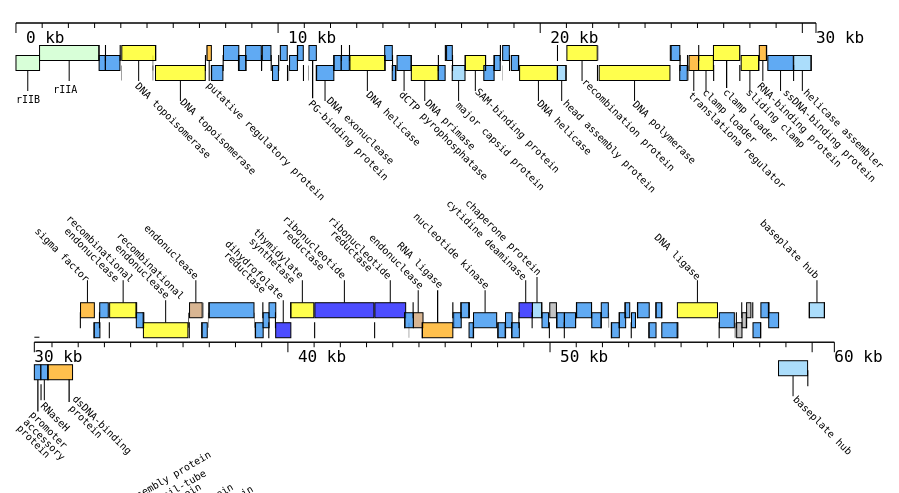 0 kb 10 kb 20 kb 30 kb
rIIB
rIIA
DNA topoisomerase
DNA topoisomerase
putative regulatory protein
PG-binding protein
DNA exonuclease
DNA helicase
dCTP pyrophosphatase
DNA primase
major capsid protein
SAM-binding protein
DNA helicase
head assembly protein
recombination protein
DNA polymerase
translationa regulator
clamp loader
clamp loader
sliding clamp
RNA-binding protein
ssDNA-binding protein
helicase assembler
sigma factor
recombinational
endonuclease
recombinational
endonuclease
endonuclease
dihydrofolate
reductase
thymidylate
synthetase
ribonucleotide
reductase
ribonucleotide
reductase
endonuclease
RNA ligase
nucleotide kinase
cytidine deaminase
chaperone protein
DNA ligase
baseplate hub
30 kb 40 kb 50 kb 60 kb
RNaseH
promoter
accessory
protein
dsDNA-binding
protein
baseplate hub